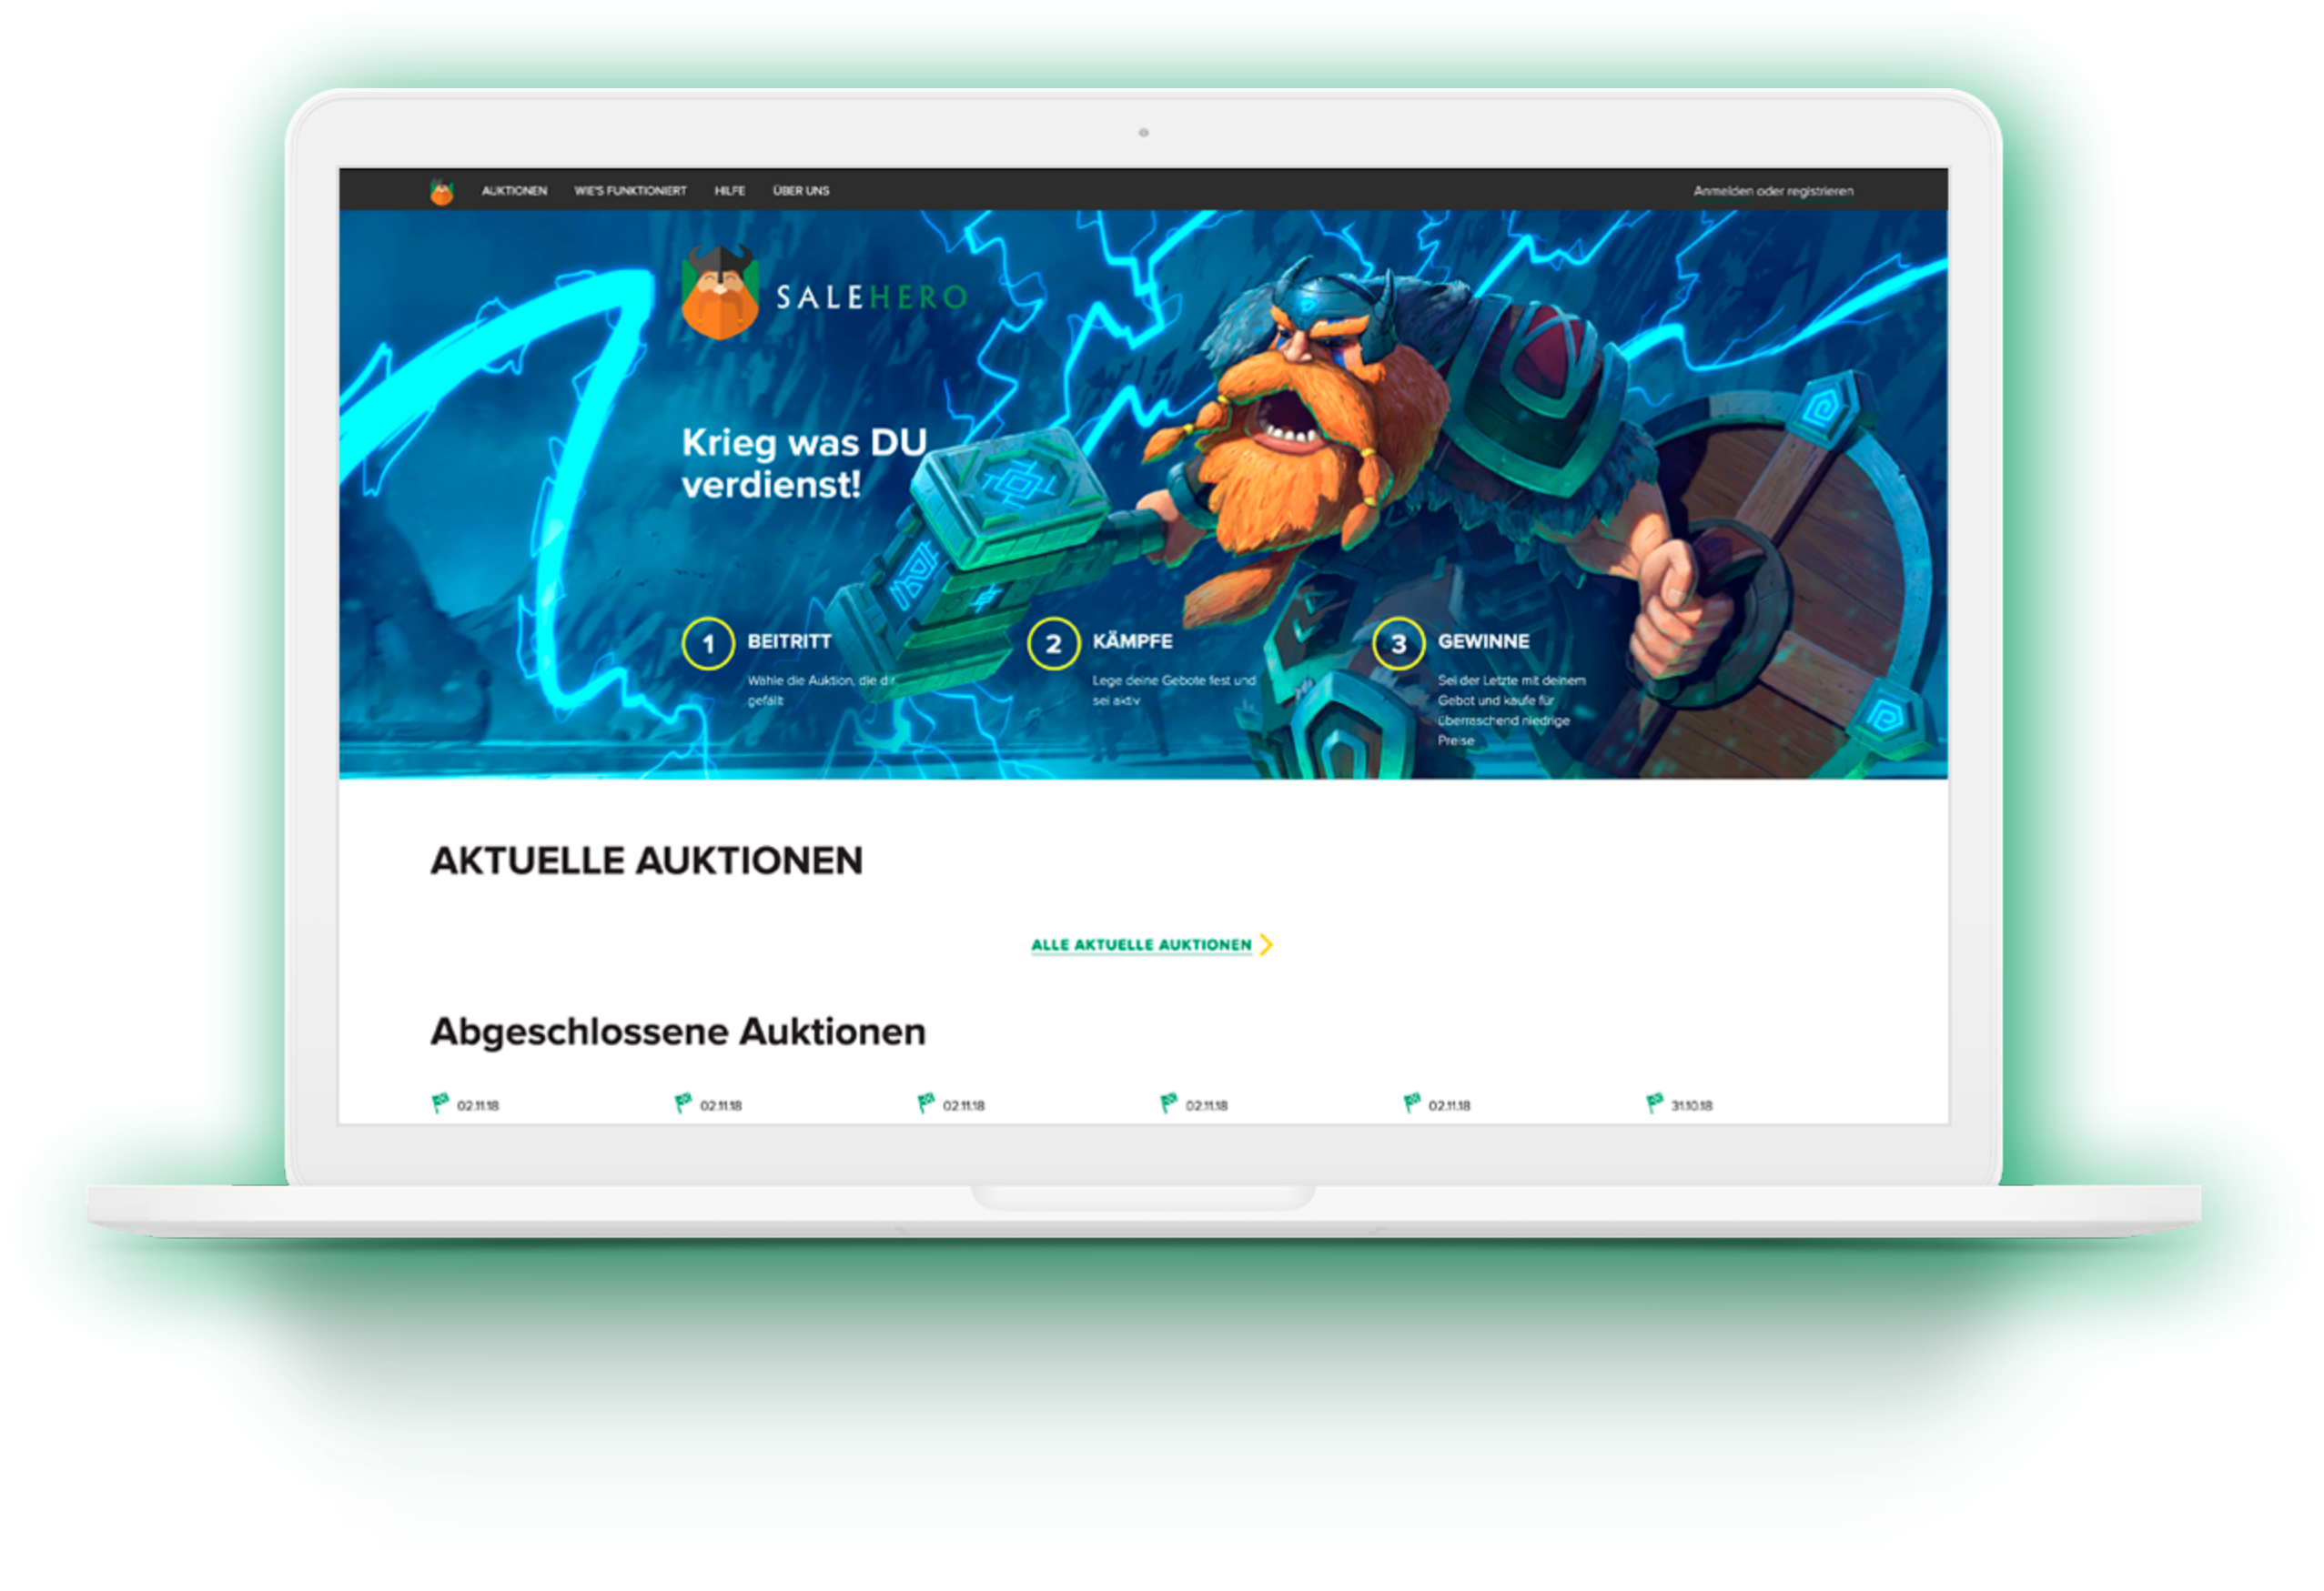 AUKTIONEN WIE'S FUNKTIONIERT HILFE ÜBER UNS Anmelden oder registrieren
SALEHERO
Krieg was DU
verdienst!
1 BEITRITT
Wähle die Auktion, die dir
gefällt
2 KÄMPFE
Lege deine Gebote fest und
sei aktiv
3 GEWINNE
Sei der Letzte mit deinem
Gebot und kaufe für
überraschend niedrige
Preise
AKTUELLE AUKTIONEN
ALLE AKTUELLE AUKTIONEN
Abgeschlossene Auktionen
02.11.18 02.11.18 02.11.18 02.11.18 02.11.18 31.10.18